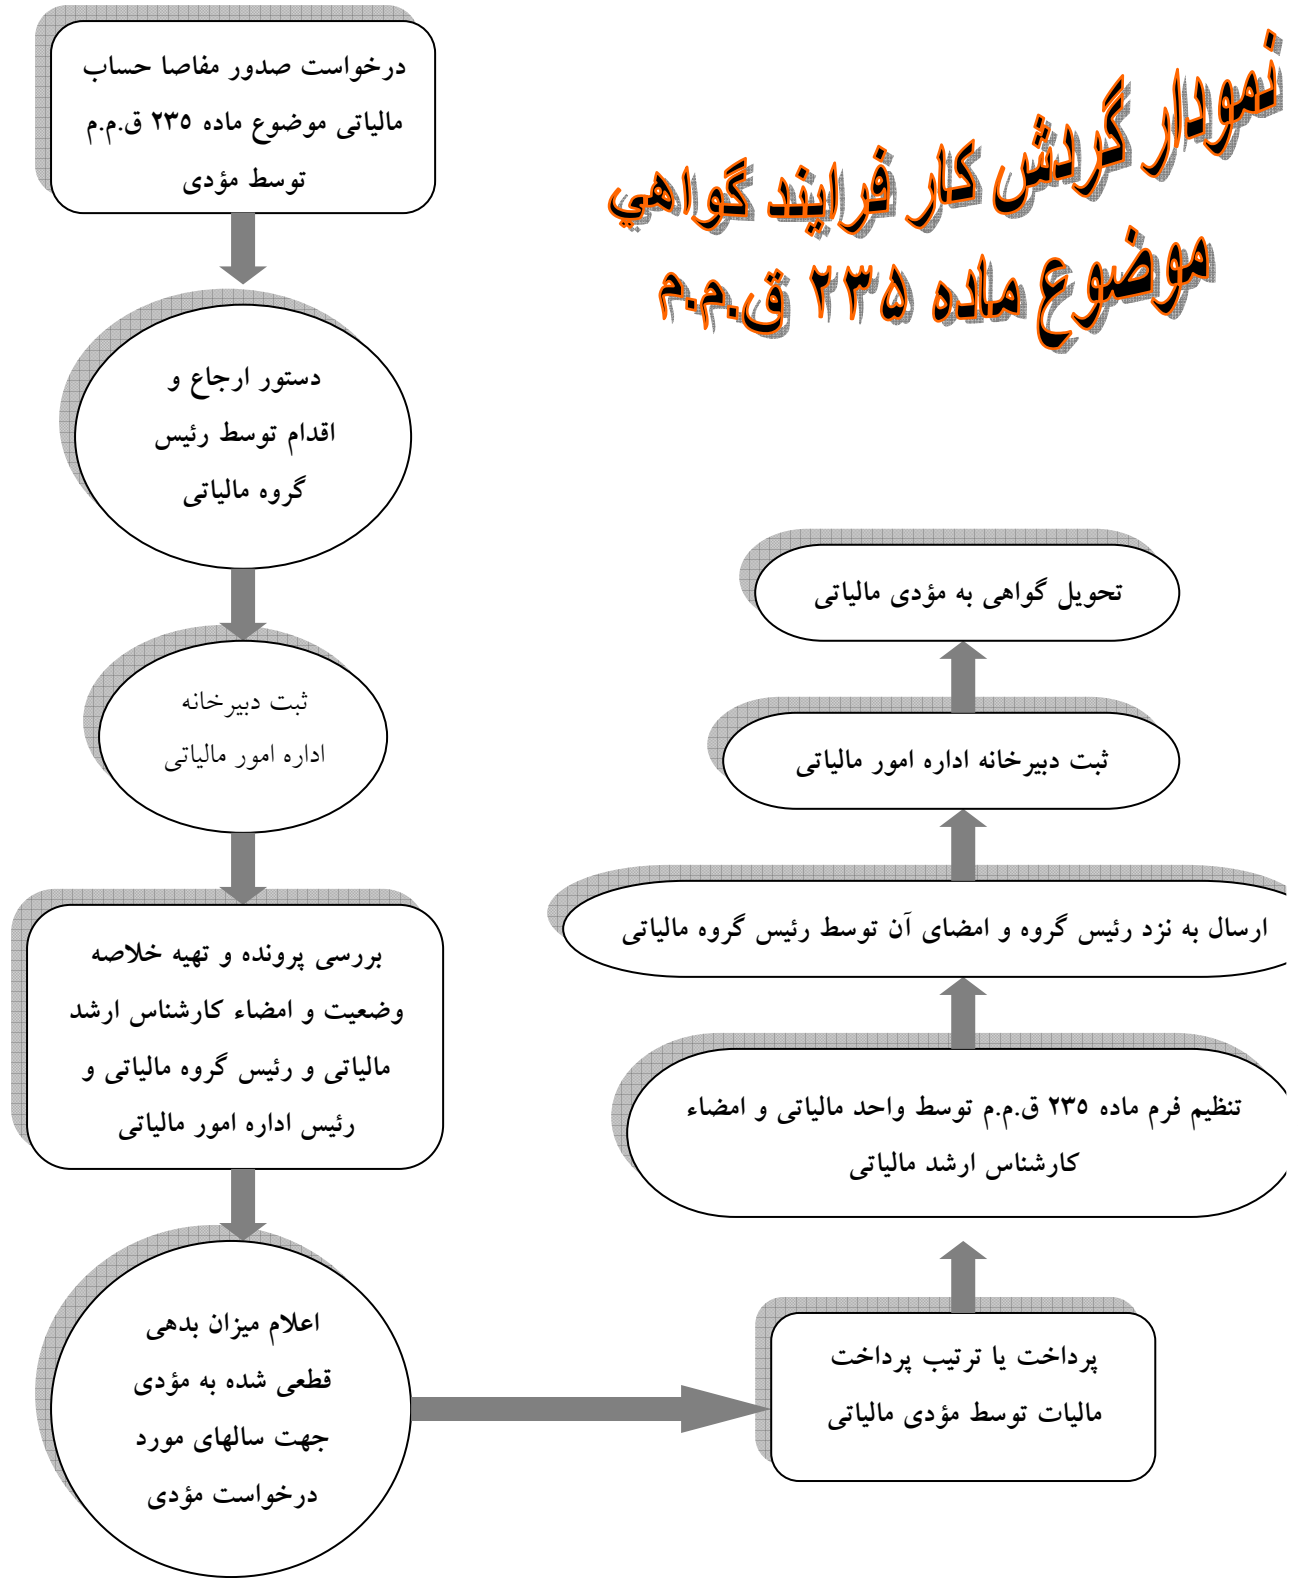 نمودار گردش کار فرایند گواهي
موضوع ماده ۲۳۵ ق.م.م
درخواست صدور مفاصا حساب
مالیاتی موضوع ماده ۲۳۵ ق.م.م
توسط مؤدی
دستور ارجاع و
اقدام توسط رئیس
گروه مالیاتی
ثبت دبیرخانه
اداره امور مالیاتی
بررسی پرونده و تهیه خلاصه
وضعیت و امضاء کارشناس ارشد
مالیاتی و رئیس گروه مالیاتی و
رئیس اداره امور مالیاتی
اعلام میزان بدهی
قطعی شده به مؤدی
جهت سالهای مورد
درخواست مؤدی
پرداخت یا ترتیب پرداخت
مالیات توسط مؤدی مالیاتی
تنظیم فرم ماده ۲۳۵ ق.م.م توسط واحد مالیاتی و امضاء
کارشناس ارشد مالیاتی
ارسال به نزد رئیس گروه و امضای آن توسط رئیس گروه مالیاتی
ثبت دبیرخانه اداره امور مالیاتی
تحویل گواهی به مؤدی مالیاتی